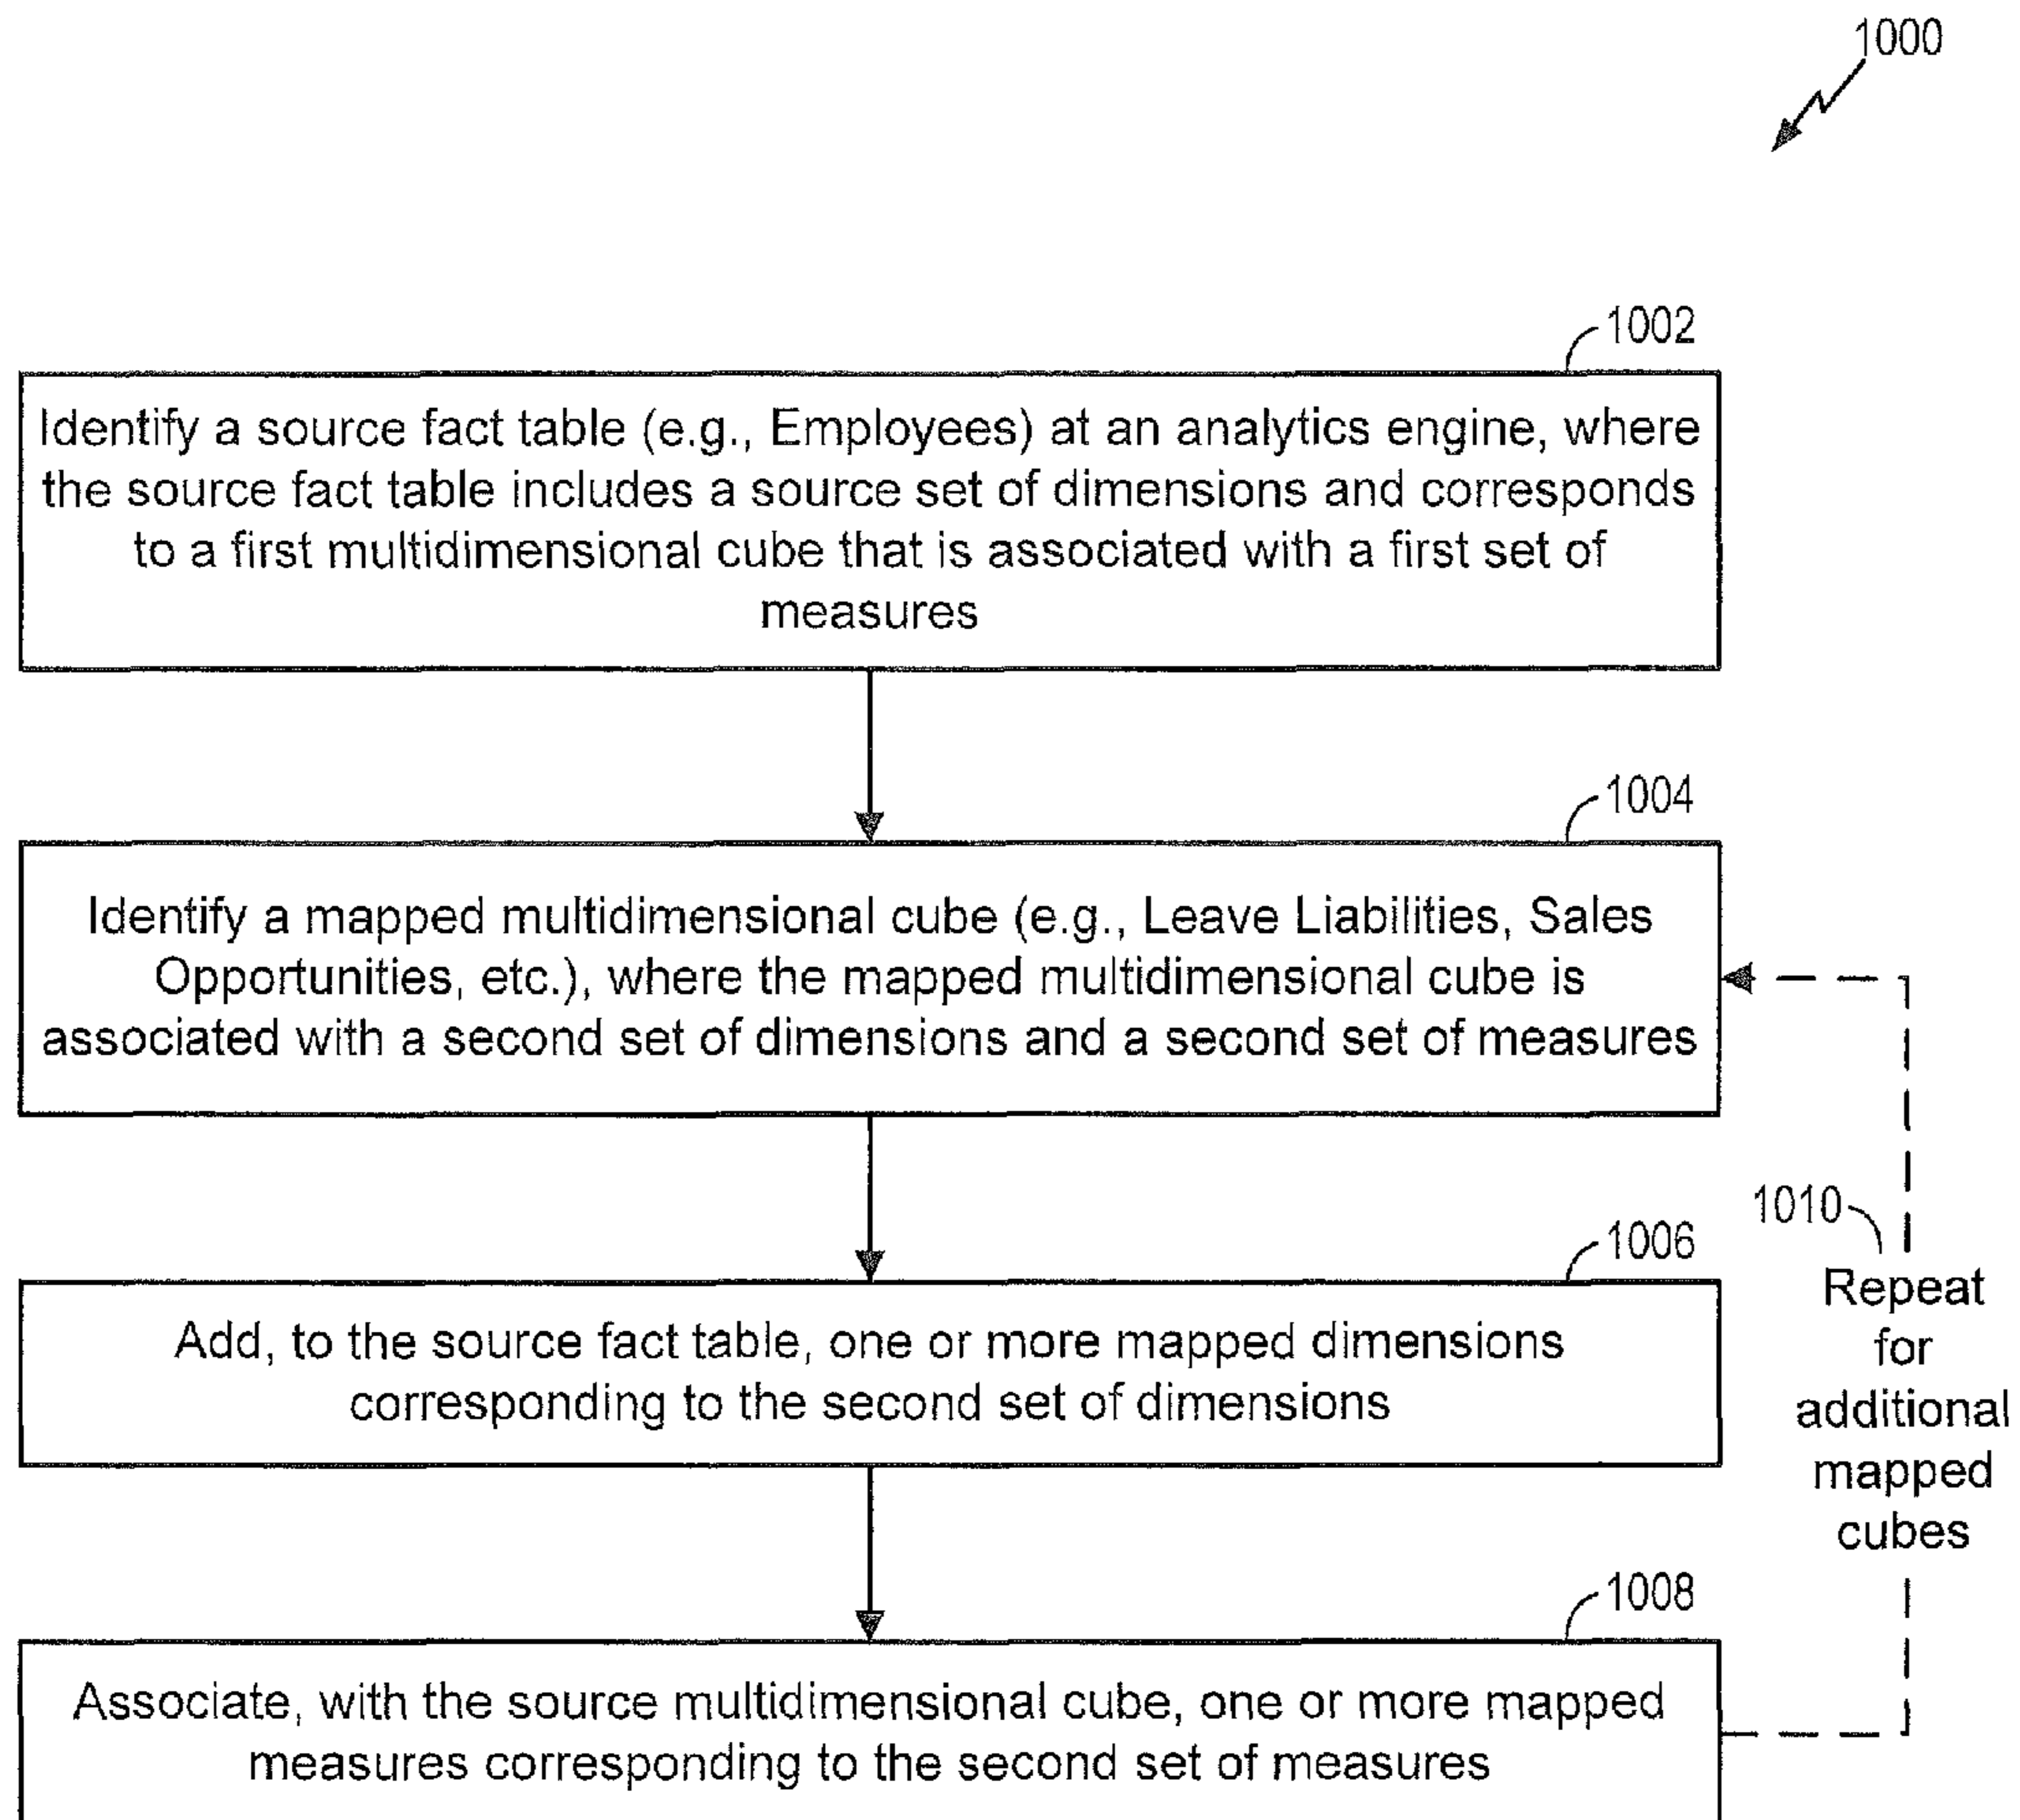 1000
1002
Identify a source fact table (e.g., Employees) at an analytics engine, where
the source fact table includes a source set of dimensions and corresponds
to a first multidimensional cube that is associated with a first set of
measures
1004
Identify a mapped multidimensional cube (e.g., Leave Liabilities, Sales
Opportunities, etc.), where the mapped multidimensional cube is
associated with a second set of dimensions and a second set of measures
1006
Add, to the source fact table, one or more mapped dimensions
corresponding to the second set of dimensions
1010
Repeat
for
additional
mapped
cubes
1008
Associate, with the source multidimensional cube, one or more mapped
measures corresponding to the second set of measures